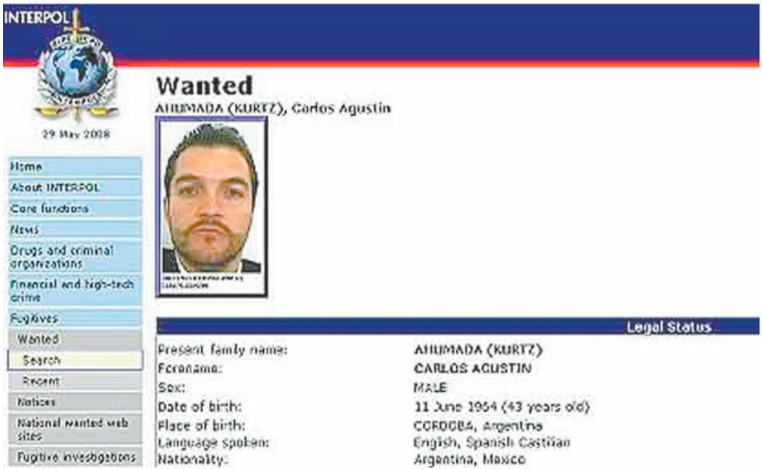 INTERPOL
29 May 2008
Wanted
AHUMADA (KURTZ), Carlos Agustin
Home
About INTERPOL
Core functions
News
Drugs and criminal
organizations
Financial and high-tech
crime
Fugitives
Wanted
Search
Recent
Notices
National wanted web
sites
Fugitive investigations
Legal Status
Present family name: AHUMADA (KURTZ)
Forename: CARLOS AGUSTIN
Sex: MALE
Date of birth: 11 June 1964 (43 years old)
Place of birth: CORDOBA, Argentina
Language spoken: English, Spanish Castilian
Nationality: Argentina, Mexico